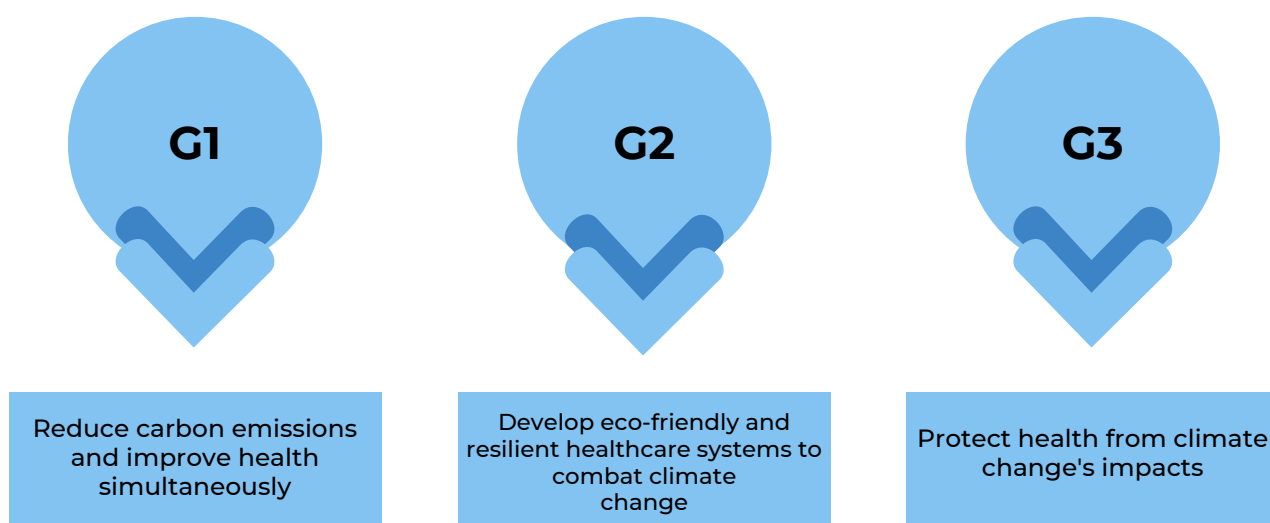 G1
G2
G3
Reduce carbon emissions
and improve health
simultaneously
Develop eco-friendly and
resilient healthcare systems to
combat climate
change
Protect health from climate
change's impacts